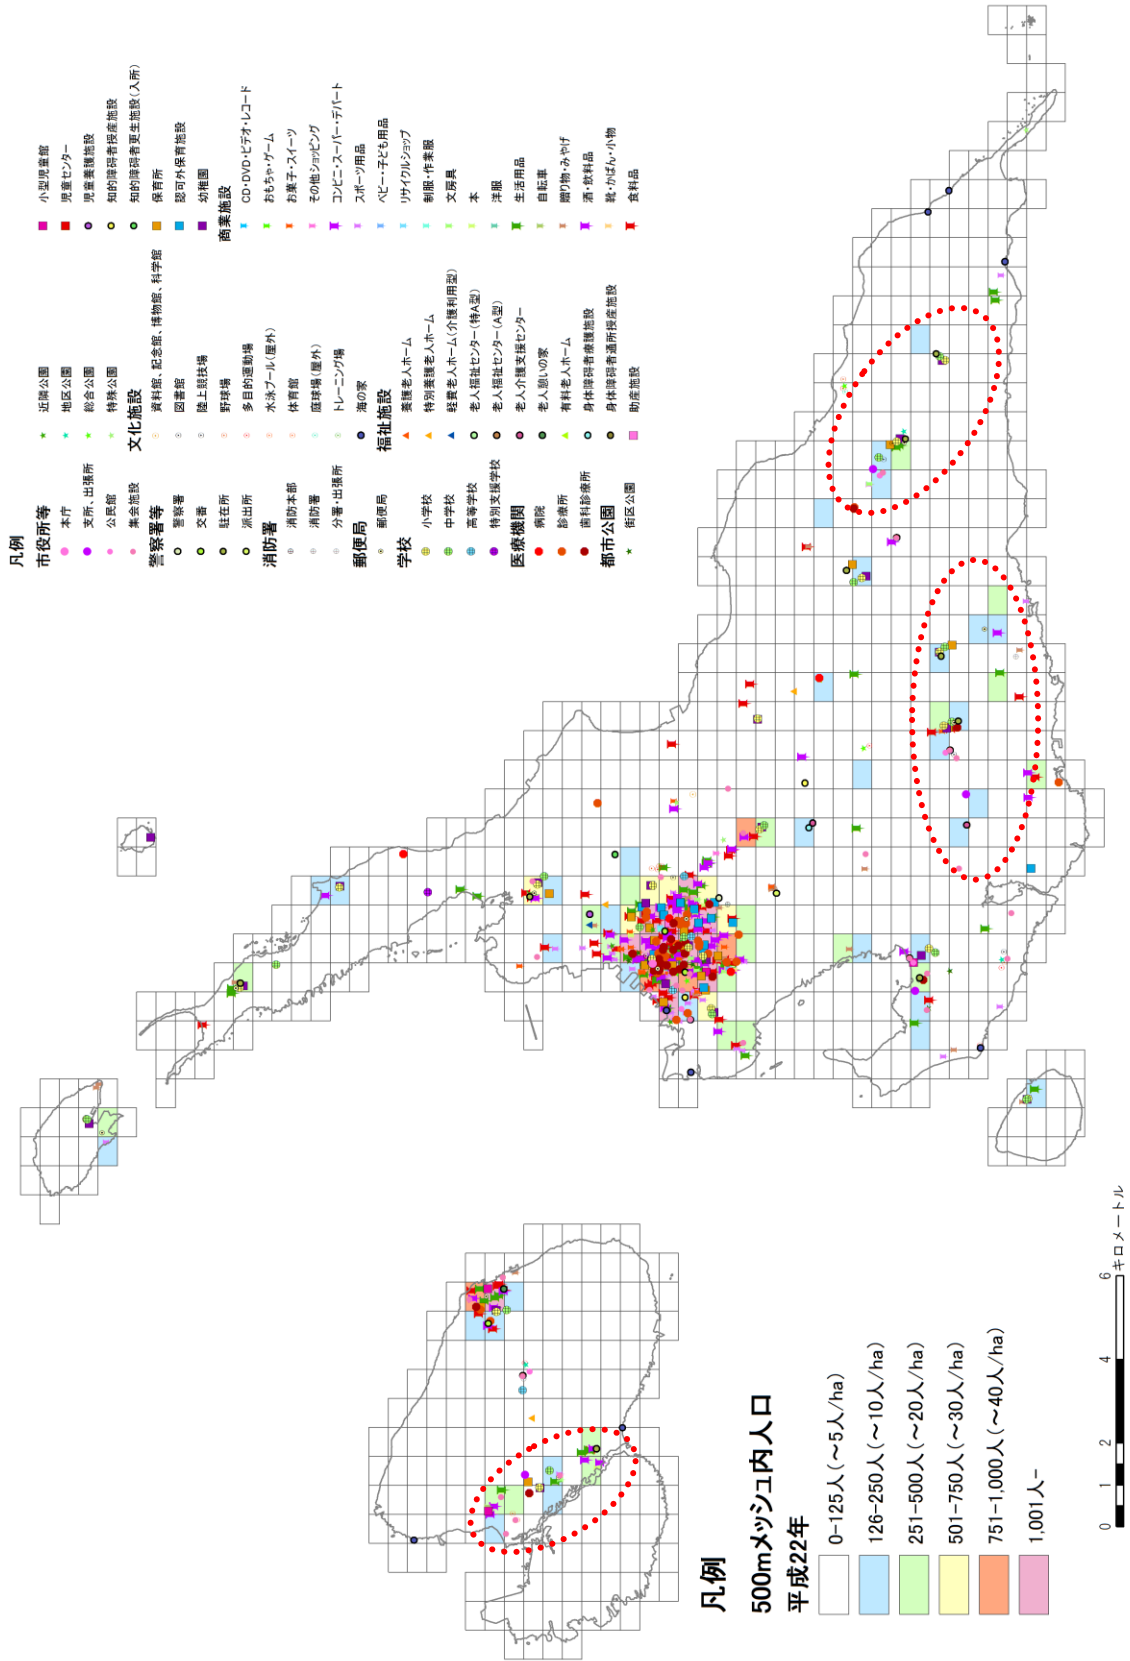 凡例
市役所等
本庁
支所、出張所
公民館
集会施設
警察署等
警察署
交番
駐在所
派出所
消防署
消防本部
消防署
分署・出張所
郵便局
郵便局
学校
小学校
中学校
高等学校
特別支援学校
医療機関
病院
診療所
歯科診療所
都市公園
街区公園
近隣公園
地区公園
総合公園
特殊公園
文化施設
資料館、記念館、博物館、科学館
図書館
陸上競技場
野球場
多目的運動場
水泳プール(屋外)
体育館
庭球場(屋外)
トレーニング場
海の家
福祉施設
養護老人ホーム
特別養護老人ホーム
軽費老人ホーム(介護利用型)
老人福祉センター(特A型)
老人福祉センター(A型)
老人介護支援センター
老人憩いの家
有料老人ホーム
身体障碍者療護施設
身体障碍者通所授産施設
助産施設
小型児童館
児童センター
児童養護施設
知的障碍者授産施設
知的障碍者更生施設(入所)
保育所
認可外保育施設
幼稚園
商業施設
CD・DVD・ビデオ・レコード
おもちゃ・ゲーム
お菓子・スイーツ
その他ショッピング
コンビニ・スーパー・デパート
スポーツ用品
ベビー・子ども用品
リサイクルショップ
制服・作業服
文房具
本
洋服
生活用品
自転車
贈り物・みやげ
酒・飲料品
靴・かばん・小物
食料品
凡例
500mメッシュ内人口
平成22年
0-125人(～5人/ha)
126-250人(～10人/ha)
251-500人(～20人/ha)
501-750人(～30人/ha)
751-1,000人(～40人/ha)
1,001人-
0 1 2 4 6
キロメートル